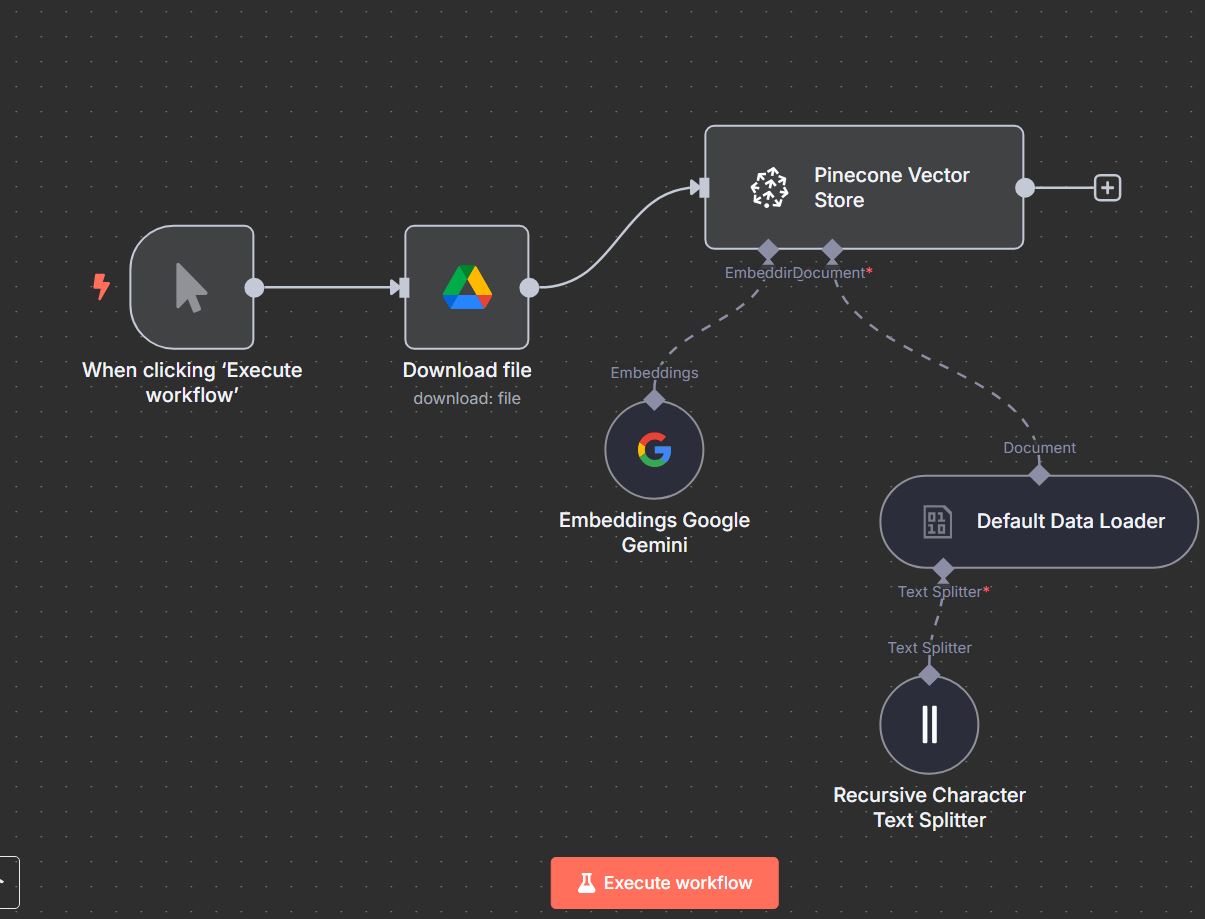 Pinecone Vector
Store
EmbeddirDocument*
When clicking ‘Execute
workflow’
Download file
download: file
Embeddings
Embeddings Google
Gemini
Document
Default Data Loader
Text Splitter*
Text Splitter
Recursive Character
Text Splitter
Execute workflow